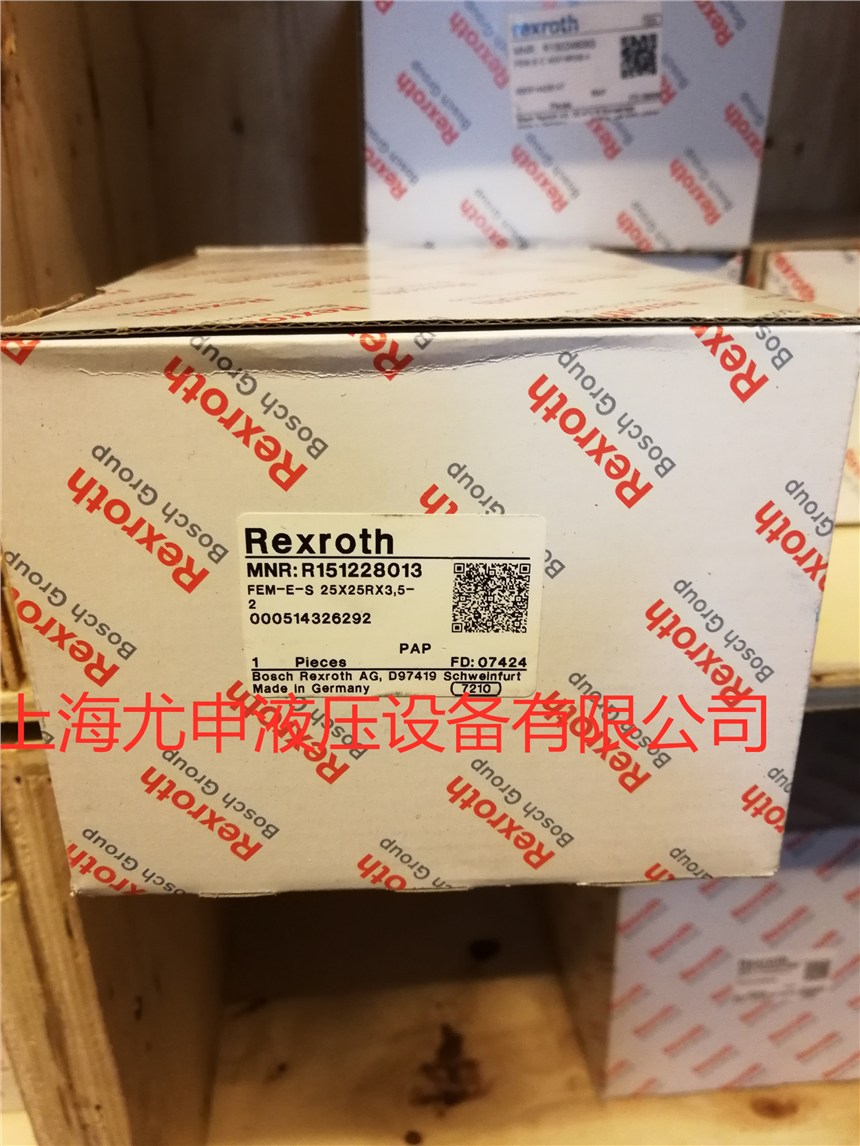 rexroth
Rexroth
Bosch Group
Rexroth
MNR: R151228013
FEM-E-S 25X25RX3,5-
2
000514326292
PAP
1 Pieces FD: 07424
Bosch Rexroth AG, D97419 Schweinfurt
Made in Germany 7210
上海尤申液压设备有限公司